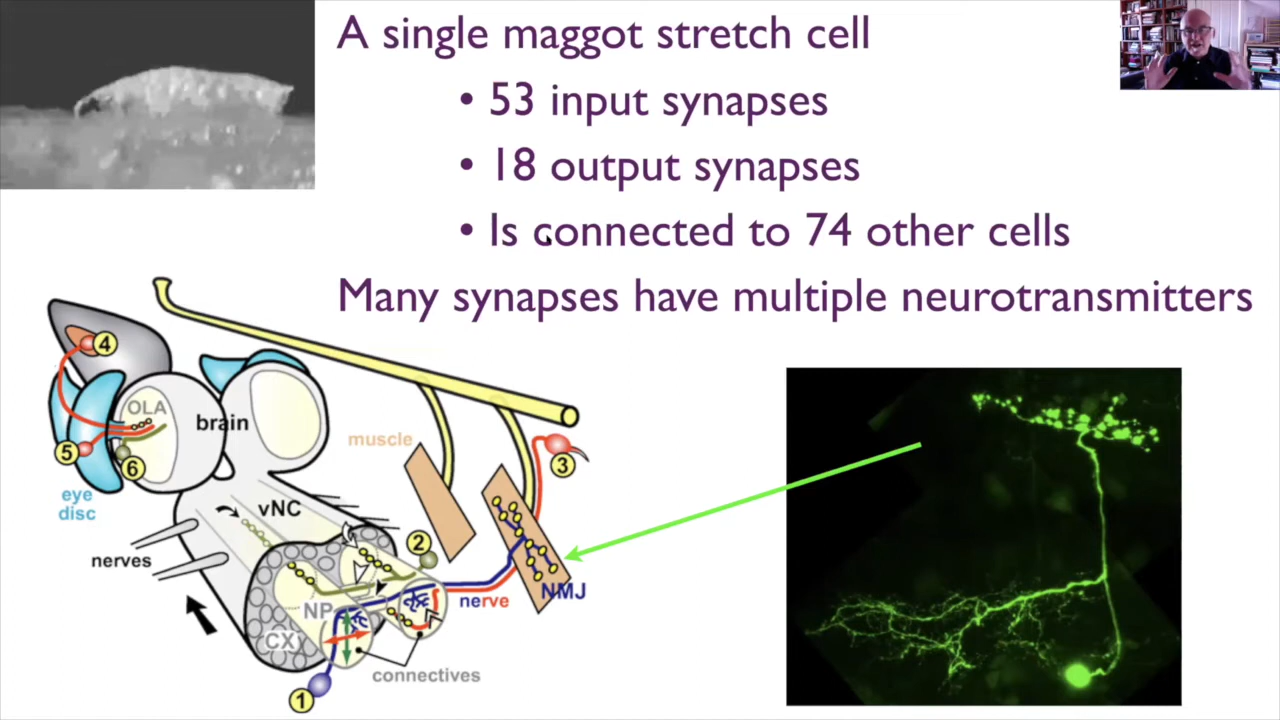 A single maggot stretch cell
• 53 input synapses
• 18 output synapses
• Is connected to 74 other cells
Many synapses have multiple neurotransmitters
4
OLA
brain
muscle
5
6
3
eye
disc
vNC
2
nerves
NMJ
nerve
NP
CX
connectives
1